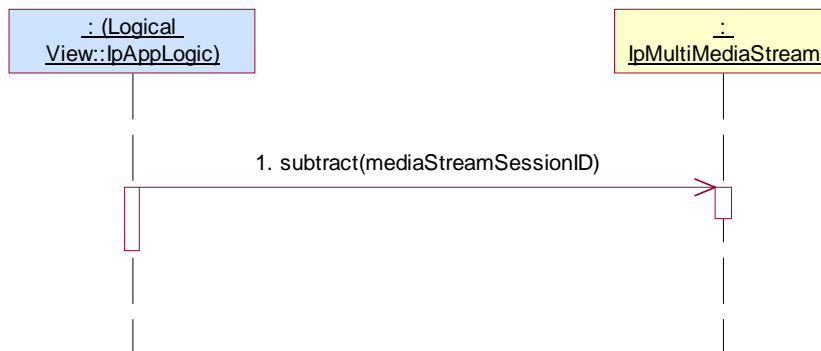 : (Logical
View::IpAppLogic)
:
IpMultiMediaStream
1. subtract(mediaStreamSessionID)